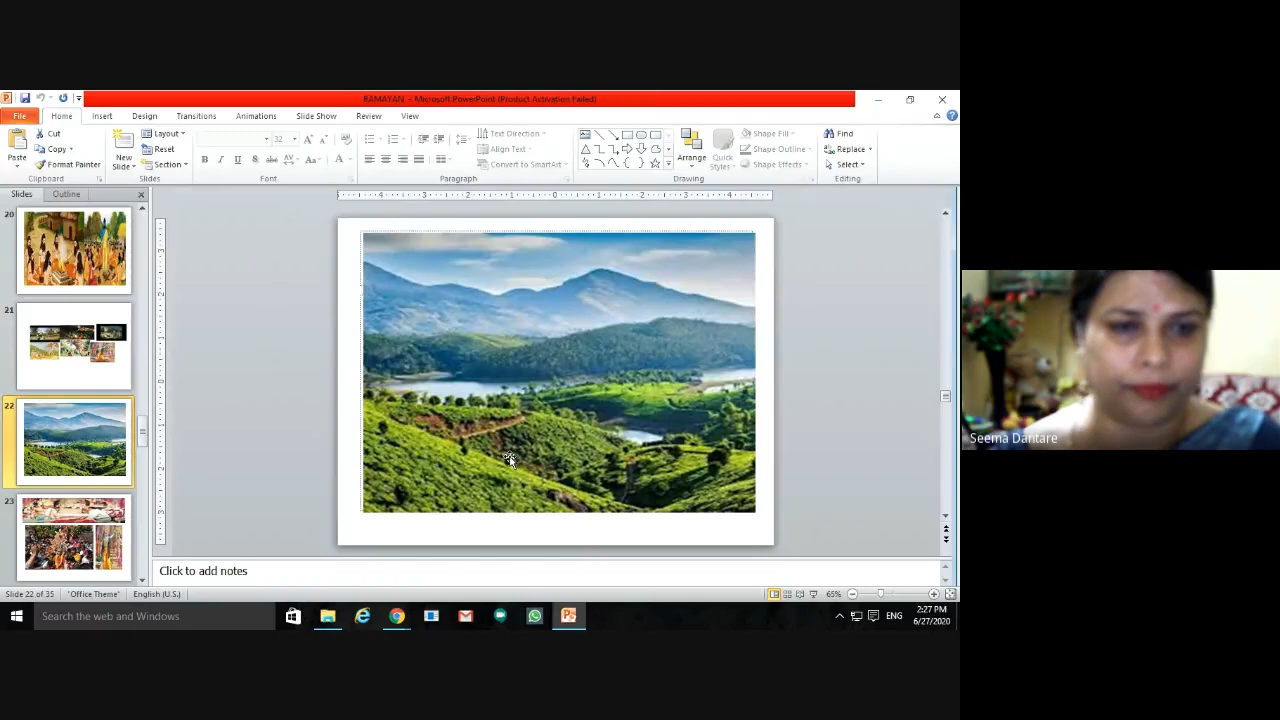 RAMAYAN - Microsoft PowerPoint (Product Activation Failed)
File Home Insert Design Transitions Animations Slide Show Review View
Cut
Copy
Format Painter
Paste
Clipboard
New
Slide
Layout
Reset
Section
Slides
32
B I U S abc AV Aa A
Font
Text Direction
Align Text
Convert to SmartArt
Paragraph
Arrange
Quick
Styles
Shape Fill
Shape Outline
Shape Effects
Drawing
Find
Replace
Select
Editing
Slides Outline
20
21
22
23
Click to add notes
Slide 22 of 35 "Office Theme" English (U.S.) 65%
Search the web and Windows
ENG
2:27 PM
6/27/2020
Seema Dantare